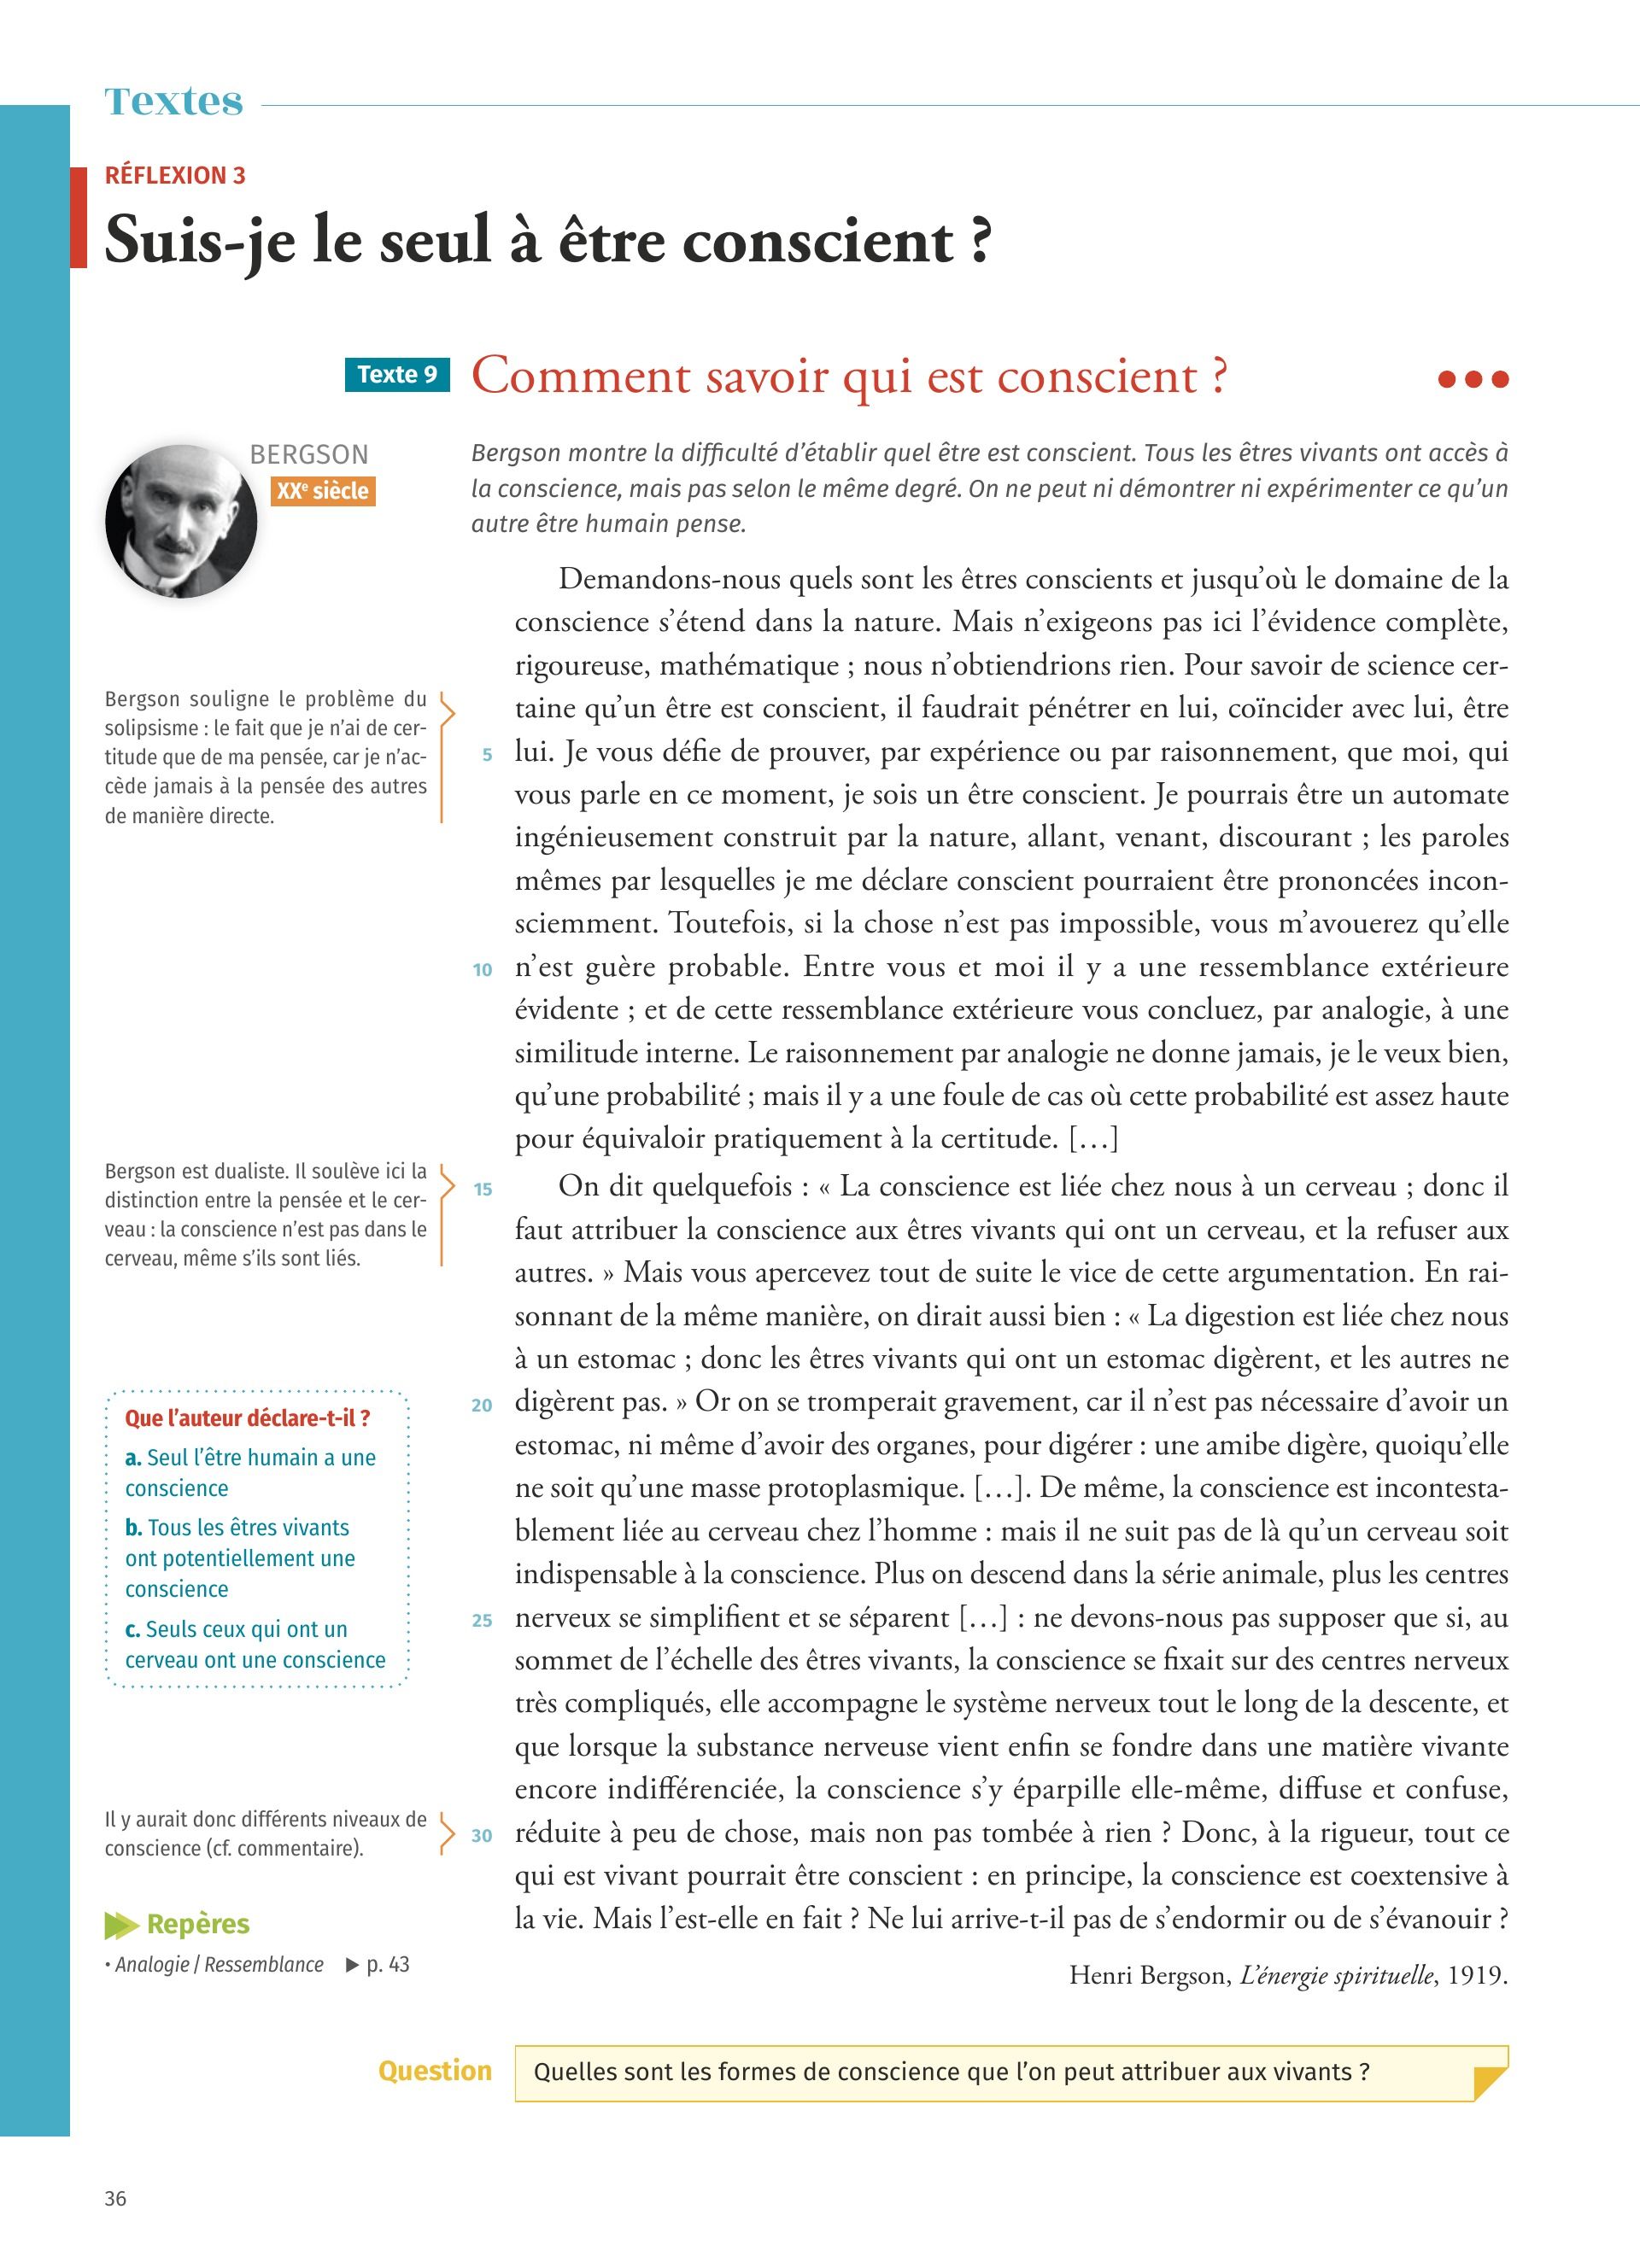 Textes
RÉFLEXION 3
Suis-je le seul à être conscient ?
Texte 9
Comment savoir qui est conscient ?
BERGSON
XXe siècle
Bergson montre la difficulté d’établir quel être est conscient. Tous les êtres vivants ont accès à
la conscience, mais pas selon le même degré. On ne peut ni démontrer ni expérimenter ce qu’un
autre être humain pense.
Demandons-nous quels sont les êtres conscients et jusqu’où le domaine de la
conscience s’étend dans la nature. Mais n’exigeons pas ici l’évidence complète,
rigoureuse, mathématique ; nous n’obtiendrions rien. Pour savoir de science cer-
taine qu’un être est conscient, il faudrait pénétrer en lui, coïncider avec lui, être
5 lui. Je vous défie de prouver, par expérience ou par raisonnement, que moi, qui
vous parle en ce moment, je sois un être conscient. Je pourrais être un automate
ingénieusement construit par la nature, allant, venant, discourant ; les paroles
mêmes par lesquelles je me déclare conscient pourraient être prononcées incon-
sciemment. Toutefois, si la chose n’est pas impossible, vous m’avouerez qu’elle
10 n’est guère probable. Entre vous et moi il y a une ressemblance extérieure
évidente ; et de cette ressemblance extérieure vous concluez, par analogie, à une
similitude interne. Le raisonnement par analogie ne donne jamais, je le veux bien,
qu’une probabilité ; mais il y a une foule de cas où cette probabilité est assez haute
pour équivaloir pratiquement à la certitude. […]
15 On dit quelquefois : « La conscience est liée chez nous à un cerveau ; donc il
faut attribuer la conscience aux êtres vivants qui ont un cerveau, et la refuser aux
autres. » Mais vous apercevez tout de suite le vice de cette argumentation. En rai-
sonnant de la même manière, on dirait aussi bien : « La digestion est liée chez nous
à un estomac ; donc les êtres vivants qui ont un estomac digèrent, et les autres ne
20 digèrent pas. » Or on se tromperait gravement, car il n’est pas nécessaire d’avoir un
estomac, ni même d’avoir des organes, pour digérer : une amibe digère, quoiqu’elle
ne soit qu’une masse protoplasmique. […]. De même, la conscience est incontesta-
blement liée au cerveau chez l’homme : mais il ne suit pas de là qu’un cerveau soit
indispensable à la conscience. Plus on descend dans la série animale, plus les centres
25 nerveux se simplifient et se séparent […] : ne devons-nous pas supposer que si, au
sommet de l’échelle des êtres vivants, la conscience se fixait sur des centres nerveux
très compliqués, elle accompagne le système nerveux tout le long de la descente, et
que lorsque la substance nerveuse vient enfin se fondre dans une matière vivante
encore indifférenciée, la conscience s’y éparpille elle-même, diffuse et confuse,
30 réduite à peu de chose, mais non pas tombée à rien ? Donc, à la rigueur, tout ce
qui est vivant pourrait être conscient : en principe, la conscience est coextensive à
la vie. Mais l’est-elle en fait ? Ne lui arrive-t-il pas de s’endormir ou de s’évanouir ?
Henri Bergson, L’énergie spirituelle, 1919.
Bergson souligne le problème du
solipsisme : le fait que je n’ai de cer-
titude que de ma pensée, car je n’ac-
cède jamais à la pensée des autres
de manière directe.
Bergson est dualiste. Il soulève ici la
distinction entre la pensée et le cer-
veau : la conscience n’est pas dans le
cerveau, même s’ils sont liés.
Que l’auteur déclare-t-il ?
a. Seul l’être humain a une
conscience
b. Tous les êtres vivants
ont potentiellement une
conscience
c. Seuls ceux qui ont un
cerveau ont une conscience
Il y aurait donc différents niveaux de
conscience (cf. commentaire).
Repères
• Analogie / Ressemblance ▶ p. 43
Question
Quelles sont les formes de conscience que l’on peut attribuer aux vivants ?
36